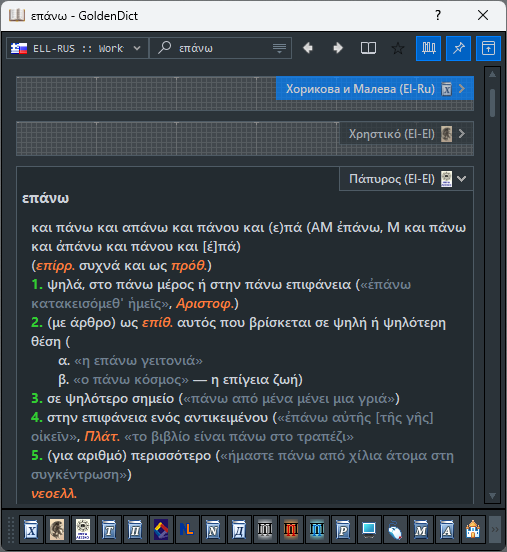 επάνω - GoldenDict
ELL-RUS :: Work
επάνω
Хорикова и Малева (El-Ru)
Χρηστικό (El-El)
Πάπυρος (El-El)
επάνω
και πάνω και απάνω και πάνου και (ε)πά (ΑΜ ἐπάνω, Μ και πάνω
και ἀπάνω και πάνου και [ἐ]πά)
(επίρρ. συχνά και ως πρόθ.)
1. ψηλά, στο πάνω μέρος ή στην πάνω επιφάνεια («ἐπάνω
κατακεισόμεθ' ἡμεῖς», Αριστοφ.)
2. (με άρθρο) ως επίθ. αυτός που βρίσκεται σε ψηλή ή ψηλότερη
θέση (
α. «η επάνω γειτονιά»
β. «ο πάνω κόσμος» — η επίγεια ζωή)
3. σε ψηλότερο σημείο («πάνω από μένα μένει μια γριά»)
4. στην επιφάνεια ενός αντικειμένου («ἐπάνω αὐτῆς [τῆς γῆς]
οἰκεῖν», Πλάτ. «το βιβλίο είναι πάνω στο τραπέζι»
5. (για αριθμό) περισσότερο («ήμαστε πάνω από χίλια άτομα στη
συγκέντρωση»)
νεοελλ.